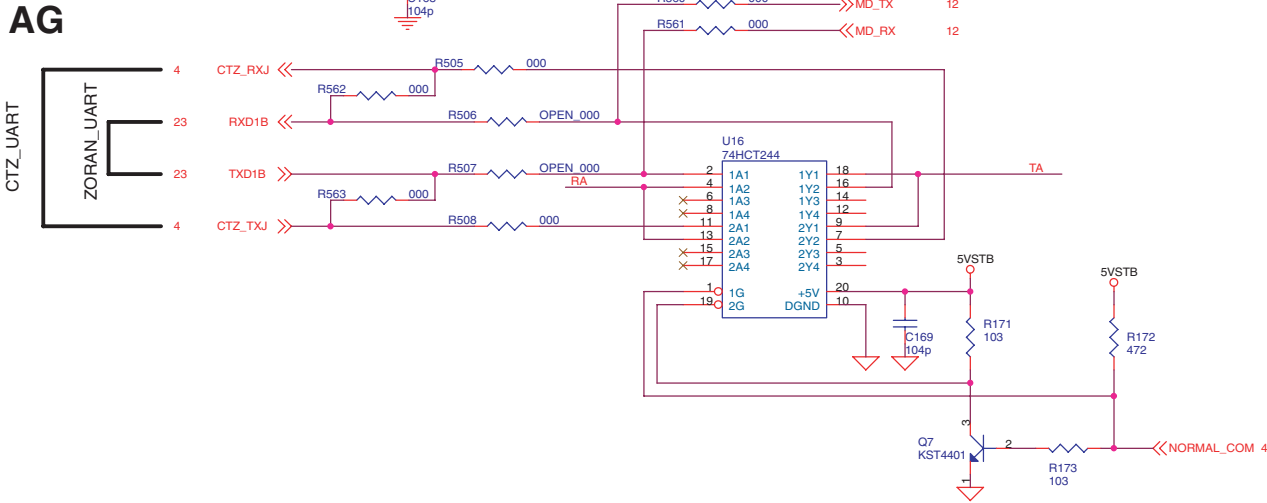 AG
104p
000
MD_TX 12
R561 000 MD_RX 12
4 CTZ_RXJ R505 000
R562 000
23 RXD1B R506 OPEN_000
CTZ_UART
ZORAN_UART
U16
74HCT244
23 TXD1B R507 OPEN_000
RA
TA
R563 000
4 CTZ_TXJ R508 000
2 1A1 1Y1 18
4 1A2 1Y2 16
6 1A3 1Y3 14
8 1A4 1Y4 12
11 2A1 2Y1 9
13 2A2 2Y2 7
15 2A3 2Y3 5
17 2A4 2Y4 3
1 1G +5V 20
19 2G DGND 10
5VSTB
5VSTB
C169
104p
R171
103
R172
472
3
Q7
KST4401
2
1
R173
103
NORMAL_COM 4